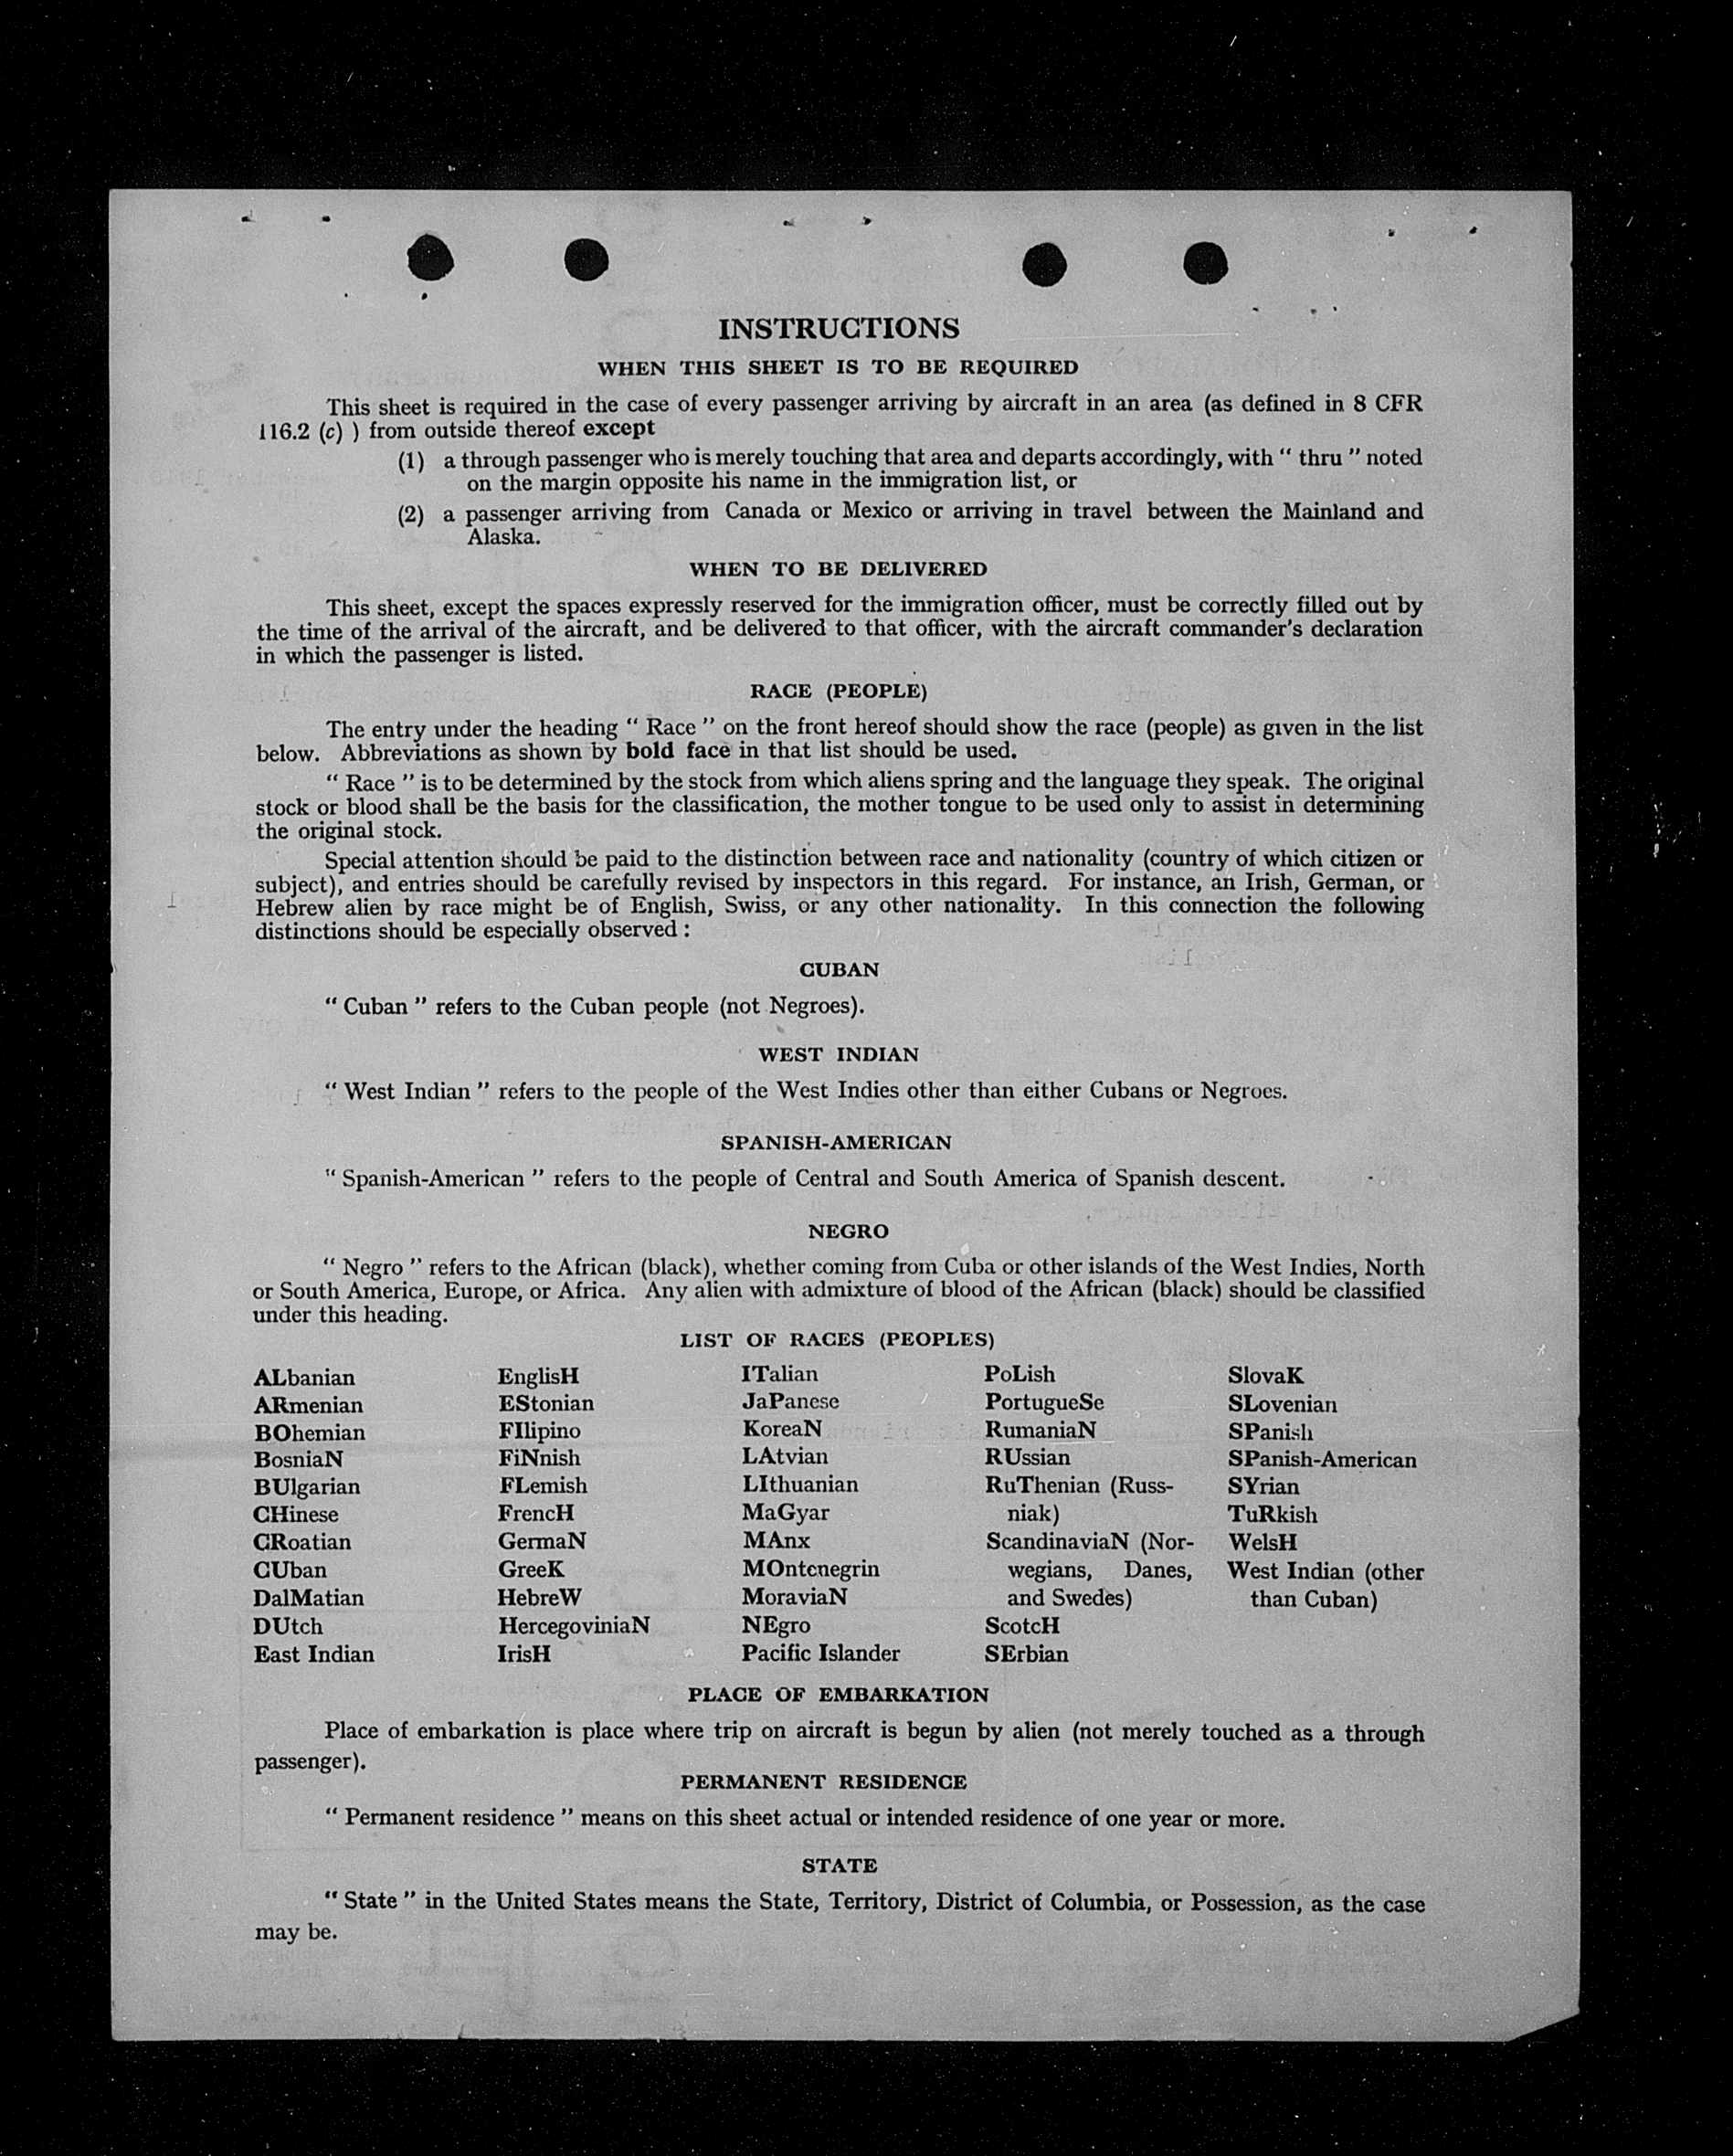 INSTRUCTIONS
WHEN THIS SHEET IS TO BE REQUIRED
This sheet is required in the case of every passenger arriving by aircraft in an area (as defined in 8 CFR
116.2 (c) ) from outside thereof except
(1) a through passenger who is merely touching that area and departs accordingly, with “ thru ” noted
on the margin opposite his name in the immigration list, or
(2) a passenger arriving from Canada or Mexico or arriving in travel between the Mainland and
Alaska.
WHEN TO BE DELIVERED
This sheet, except the spaces expressly reserved for the immigration officer, must be correctly filled out by
the time of the arrival of the aircraft, and be delivered to that officer, with the aircraft commander's declaration
in which the passenger is listed.
RACE (PEOPLE)
The entry under the heading “ Race ” on the front hereof should show the race (people) as given in the list
below. Abbreviations as shown by bold face in that list should be used.
“ Race ” is to be determined by the stock from which aliens spring and the language they speak. The original
stock or blood shall be the basis for the classification, the mother tongue to be used only to assist in determining
the original stock.
Special attention should be paid to the distinction between race and nationality (country of which citizen or
subject), and entries should be carefully revised by inspectors in this regard. For instance, an Irish, German, or
Hebrew alien by race might be of English, Swiss, or any other nationality. In this connection the following
distinctions should be especially observed :
CUBAN
“ Cuban ” refers to the Cuban people (not Negroes).
WEST INDIAN
“ West Indian ” refers to the people of the West Indies other than either Cubans or Negroes.
SPANISH-AMERICAN
“ Spanish-American ” refers to the people of Central and South America of Spanish descent.
NEGRO
“ Negro ” refers to the African (black), whether coming from Cuba or other islands of the West Indies, North
or South America, Europe, or Africa. Any alien with admixture of blood of the African (black) should be classified
under this heading.
LIST OF RACES (PEOPLES)
ALbanian
ARmenian
BOhemian
BosniaN
BUlgarian
CHinese
CRoatian
CUban
DalMatian
DUtch
East Indian
EnglisH
EStonian
FIlipino
FiNnish
FLemish
FrencH
GermaN
GreeK
HebreW
HercegoviniaN
IrisH
ITalian
JaPanese
KoreaN
LAtvian
LIthuanian
MaGyar
MAnx
MOntenegrin
MoraviaN
NEgro
Pacific Islander
PoLish
PortugueSe
RumaniaN
RUssian
RuThenian (Russ-
niak)
ScandinaviaN (Nor-
wegians, Danes,
and Swedes)
ScotcH
SErbian
SlovaK
SLovenian
SPanish
SPanish-American
SYrian
TuRkish
WelsH
West Indian (other
than Cuban)
PLACE OF EMBARKATION
Place of embarkation is place where trip on aircraft is begun by alien (not merely touched as a through
passenger).
PERMANENT RESIDENCE
“ Permanent residence ” means on this sheet actual or intended residence of one year or more.
STATE
“ State ” in the United States means the State, Territory, District of Columbia, or Possession, as the case
may be.